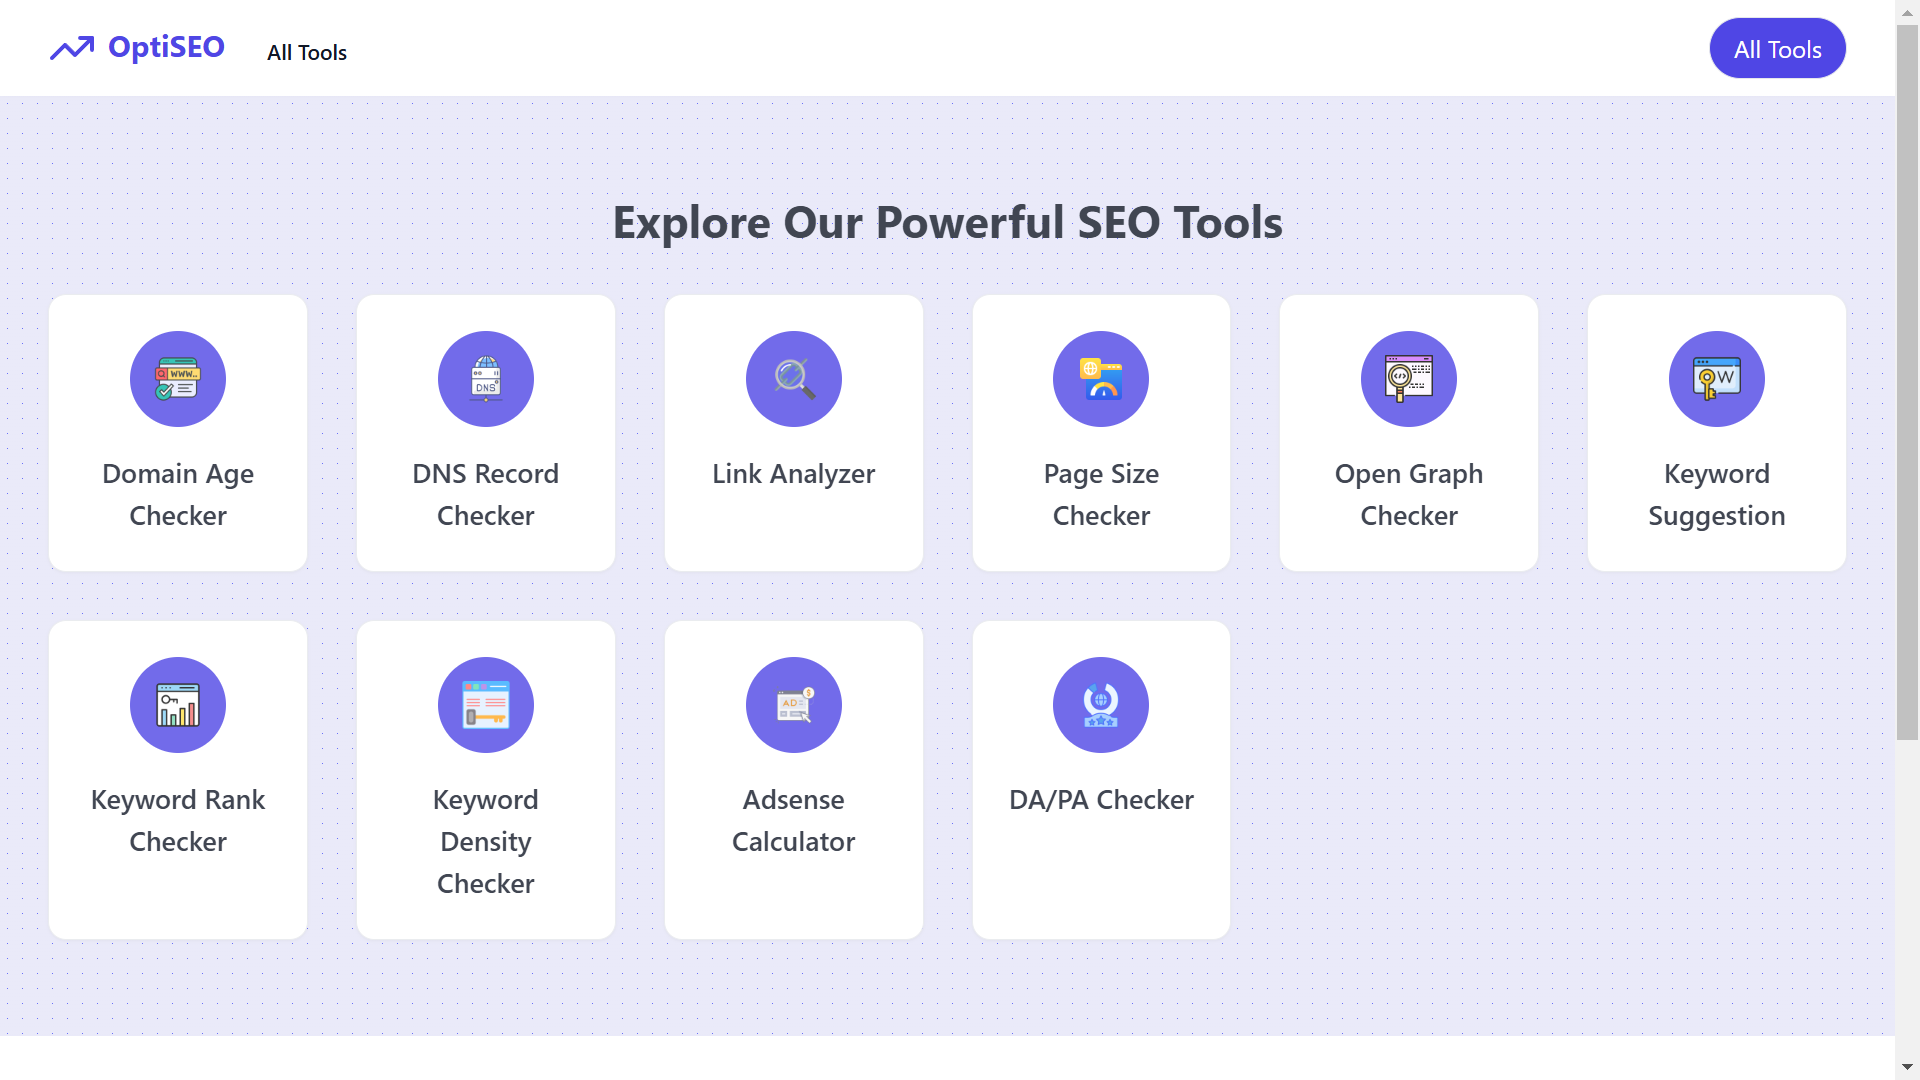 OptiSEO
All Tools
All Tools
Explore Our Powerful SEO Tools
Domain Age
Checker
DNS Record
Checker
Link Analyzer
Page Size
Checker
Open Graph
Checker
Keyword
Suggestion
Keyword Rank
Checker
Keyword
Density
Checker
Adsense
Calculator
DA/PA Checker
WWW..
DNS
W
AD
$